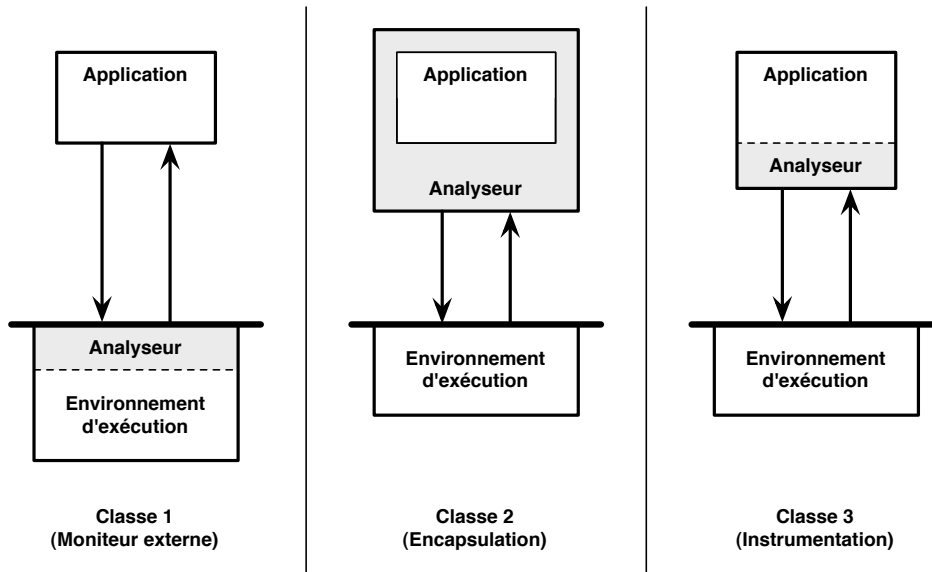 Application
Analyseur
Environnement
d'exécution
Classe 1
(Moniteur externe)
Application
Analyseur
Environnement
d'exécution
Classe 2
(Encapsulation)
Application
Analyseur
Environnement
d'exécution
Classe 3
(Instrumentation)